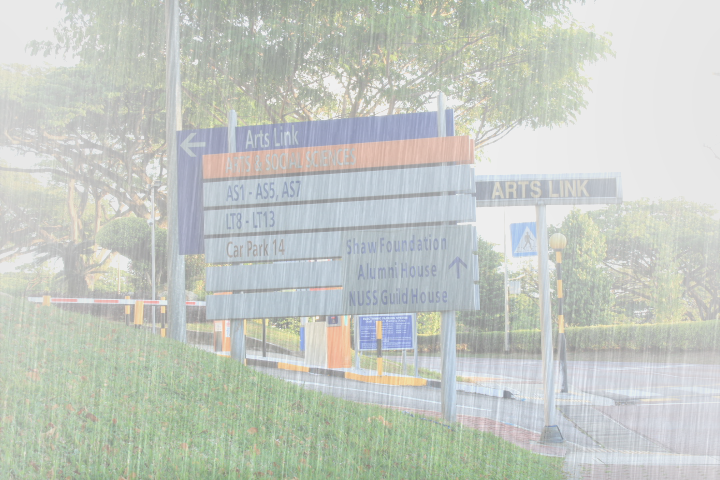 Arts Link
ARTS & SOCIAL SCIENCES
AS1 - AS5, AS7
LT8 - LT13
Car Park 14
Shaw Foundation
Alumni House
NUSS Guild House
ARTS LINK